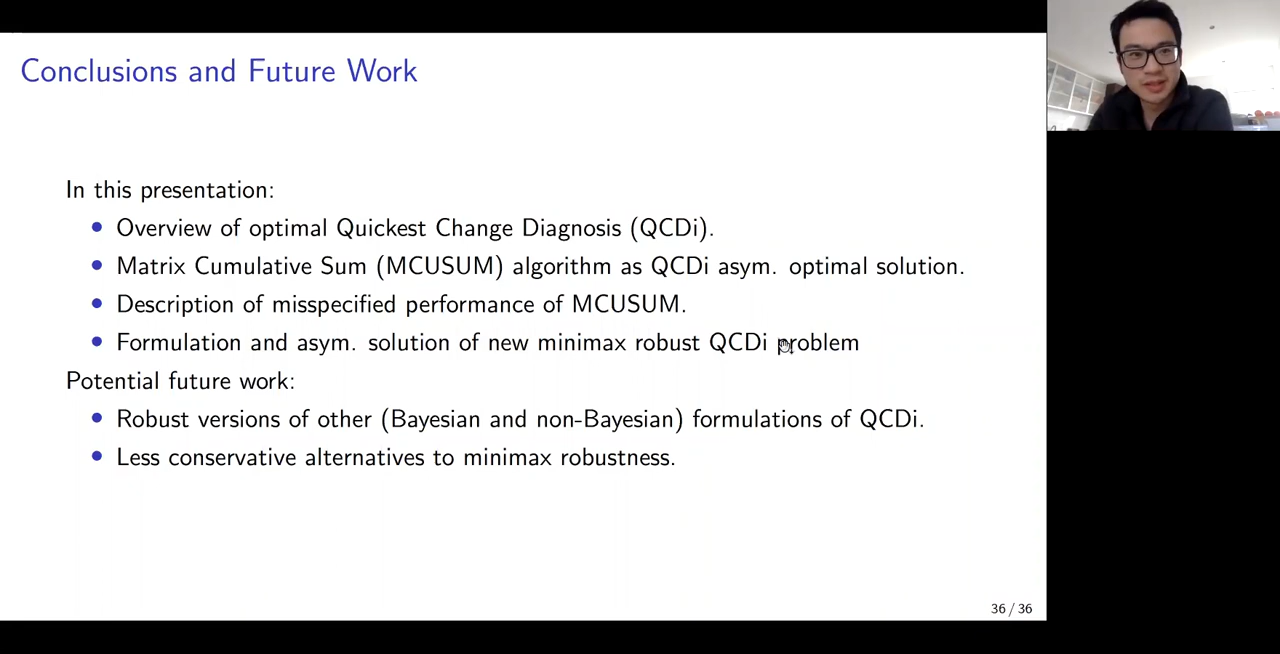 Conclusions and Future Work
In this presentation:
• Overview of optimal Quickest Change Diagnosis (QCDi).
• Matrix Cumulative Sum (MCUSUM) algorithm as QCDi asym. optimal solution.
• Description of misspecified performance of MCUSUM.
• Formulation and asym. solution of new minimax robust QCDi problem
Potential future work:
• Robust versions of other (Bayesian and non-Bayesian) formulations of QCDi.
• Less conservative alternatives to minimax robustness.
36 / 36